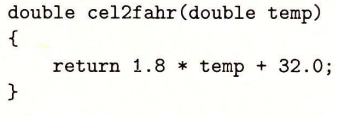 double cel2fahr(double temp)
{
    return 1.8 * temp + 32.0;
}